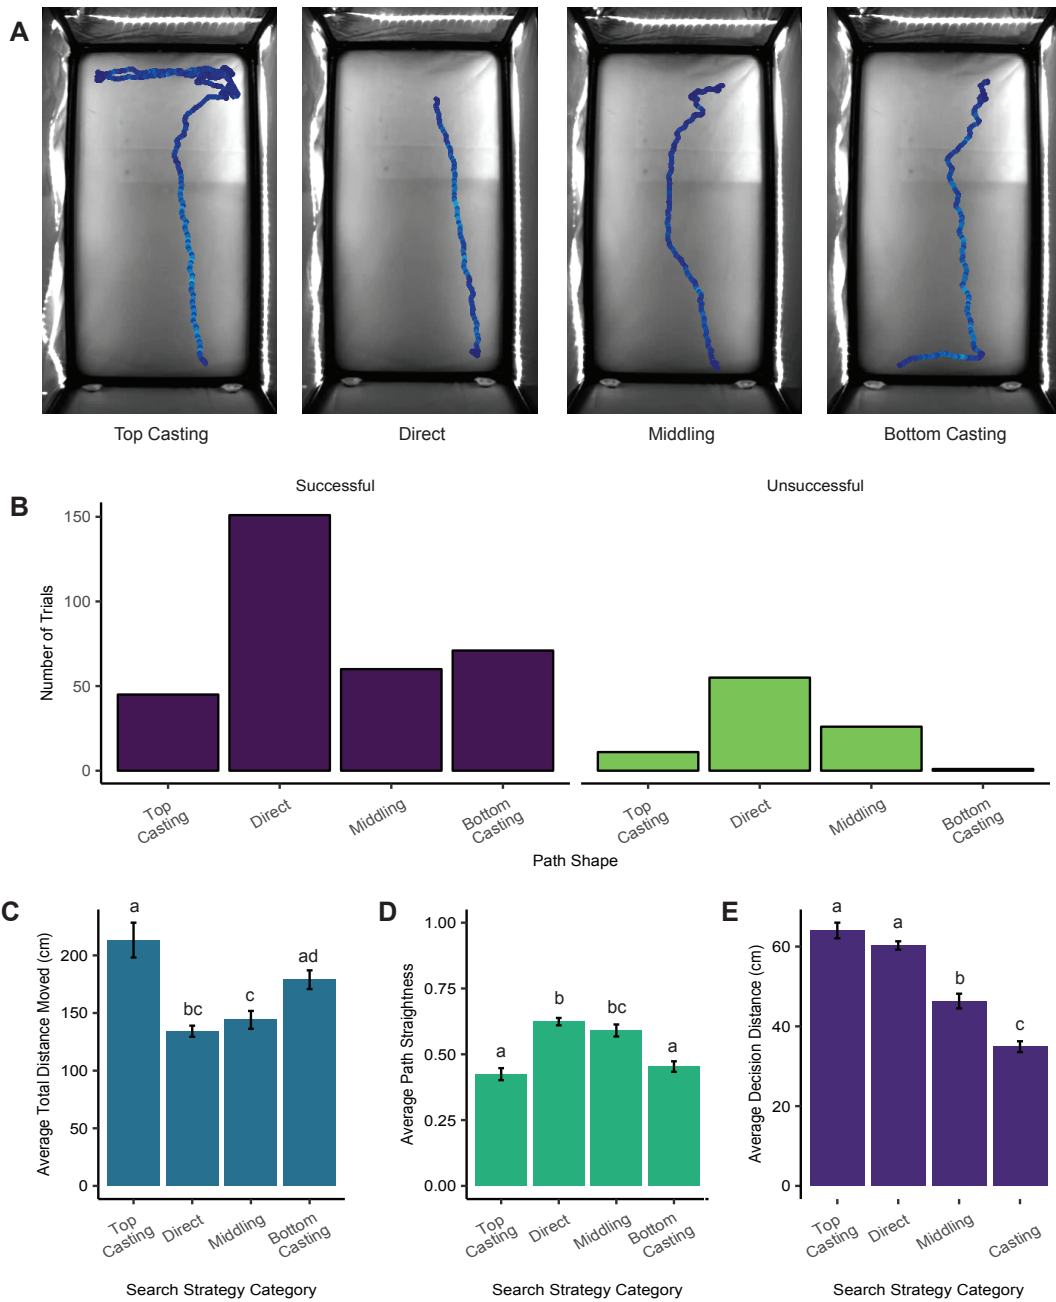 A
Top Casting
Direct
Middling
Bottom Casting
B
Successful
Unsuccessful
Number of Trials
150
100
50
0
Top
Casting
Direct
Middling
Bottom
Casting
Top
Casting
Direct
Middling
Bottom
Casting
Path Shape
C
Average Total Distance Moved (cm)
200
150
100
50
0
a
bc
c
ad
Top
Casting
Direct
Middling
Bottom
Casting
Search Strategy Category
D
Average Path Straightness
1.00
0.75
0.50
0.25
0.00
a
b
bc
a
Top
Casting
Direct
Middling
Bottom
Casting
Search Strategy Category
E
Average Decision Distance (cm)
60
40
20
0
a
a
b
c
Top
Casting
Direct
Middling
Casting
Search Strategy Category